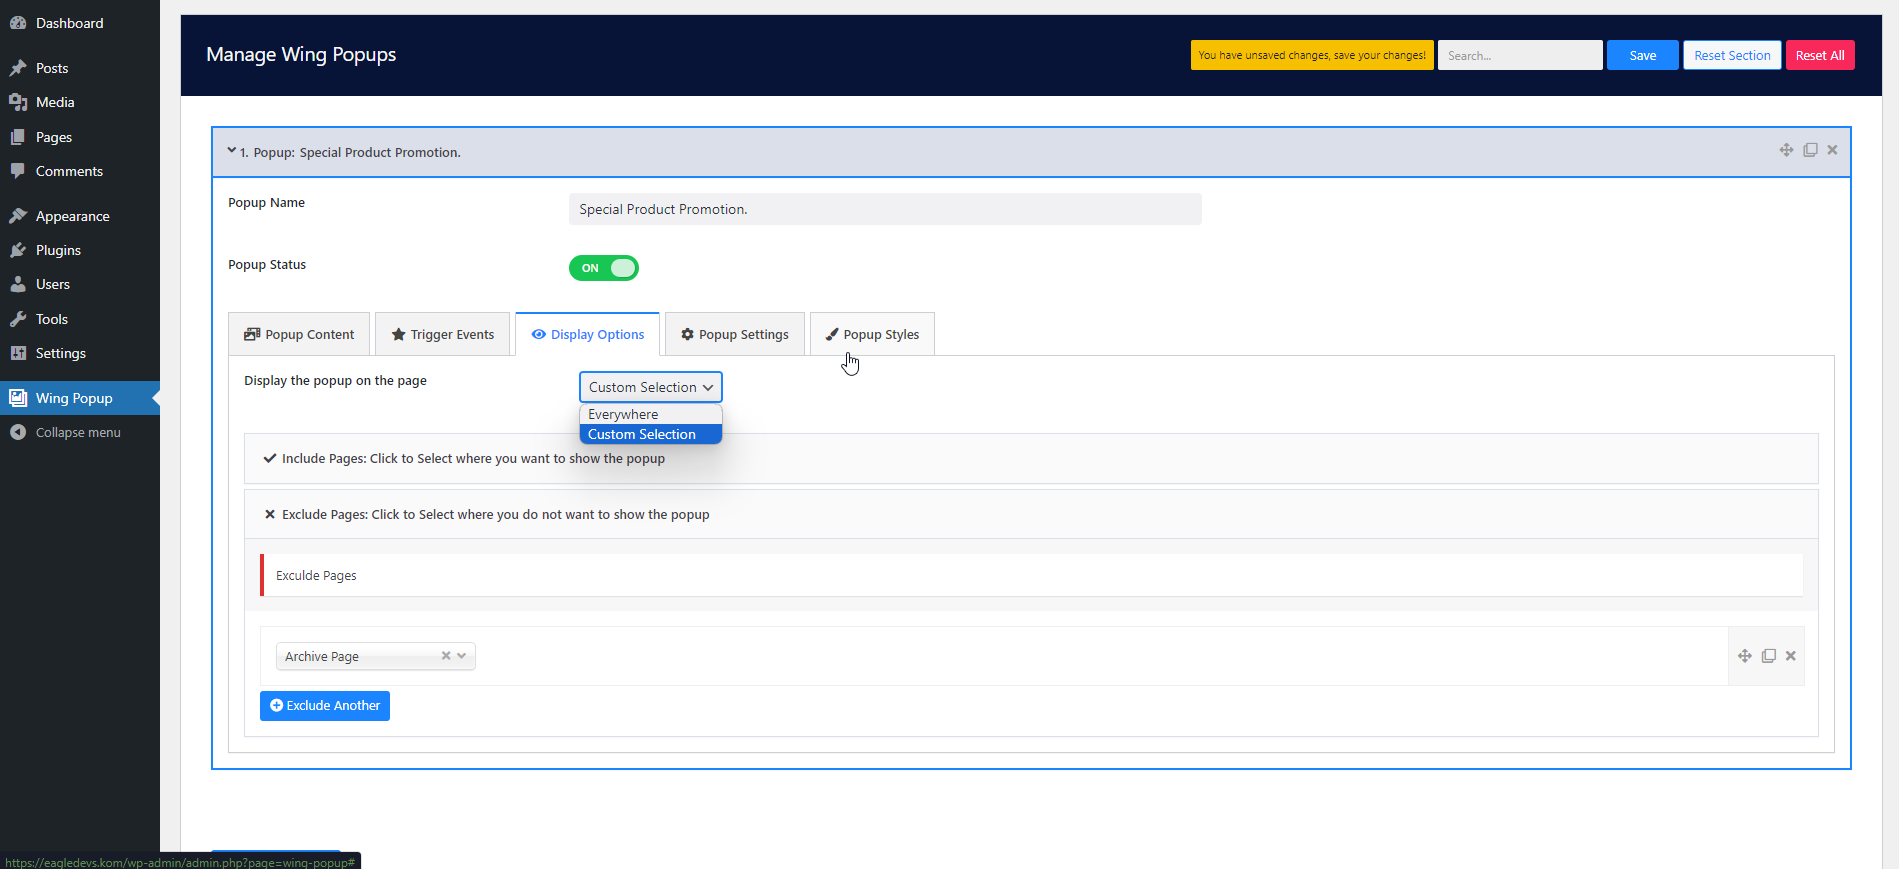 Dashboard
Posts
Media
Pages
Comments
Appearance
Plugins
Users
Tools
Settings
Wing Popup
Collapse menu
Manage Wing Popups
You have unsaved changes, save your changes!
Search...
Save
Reset Section
Reset All
1. Popup: Special Product Promotion.
Popup Name
Special Product Promotion.
Popup Status
ON
Popup Content
Trigger Events
Display Options
Popup Settings
Popup Styles
Display the popup on the page
Custom Selection
Everywhere
Custom Selection
Include Pages: Click to Select where you want to show the popup
Exclude Pages: Click to Select where you do not want to show the popup
Exculde Pages
Archive Page
Exclude Another
https://eagledevs.kom/wp-admin/admin.php?page=wing-popup#